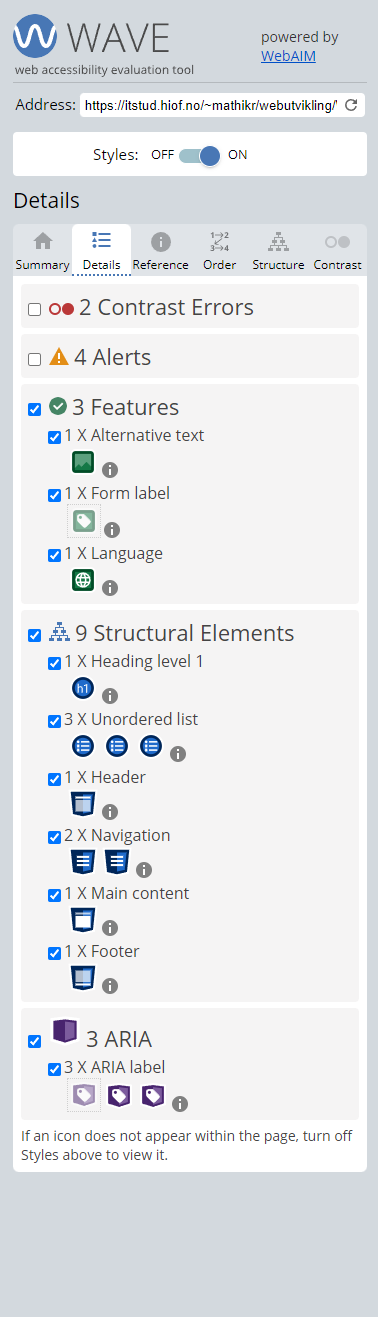 WAVE
web accessibility evaluation tool
powered by
WebAIM
Address: https://itstud.hiof.no/~mathikr/webutvikling/
Styles: OFF ON
Details
Summary Details Reference Order Structure Contrast
2 Contrast Errors
4 Alerts
3 Features
1 X Alternative text
1 X Form label
1 X Language
9 Structural Elements
1 X Heading level 1
h1
3 X Unordered list
1 X Header
2 X Navigation
1 X Main content
1 X Footer
3 ARIA
3 X ARIA label
If an icon does not appear within the page, turn off
Styles above to view it.